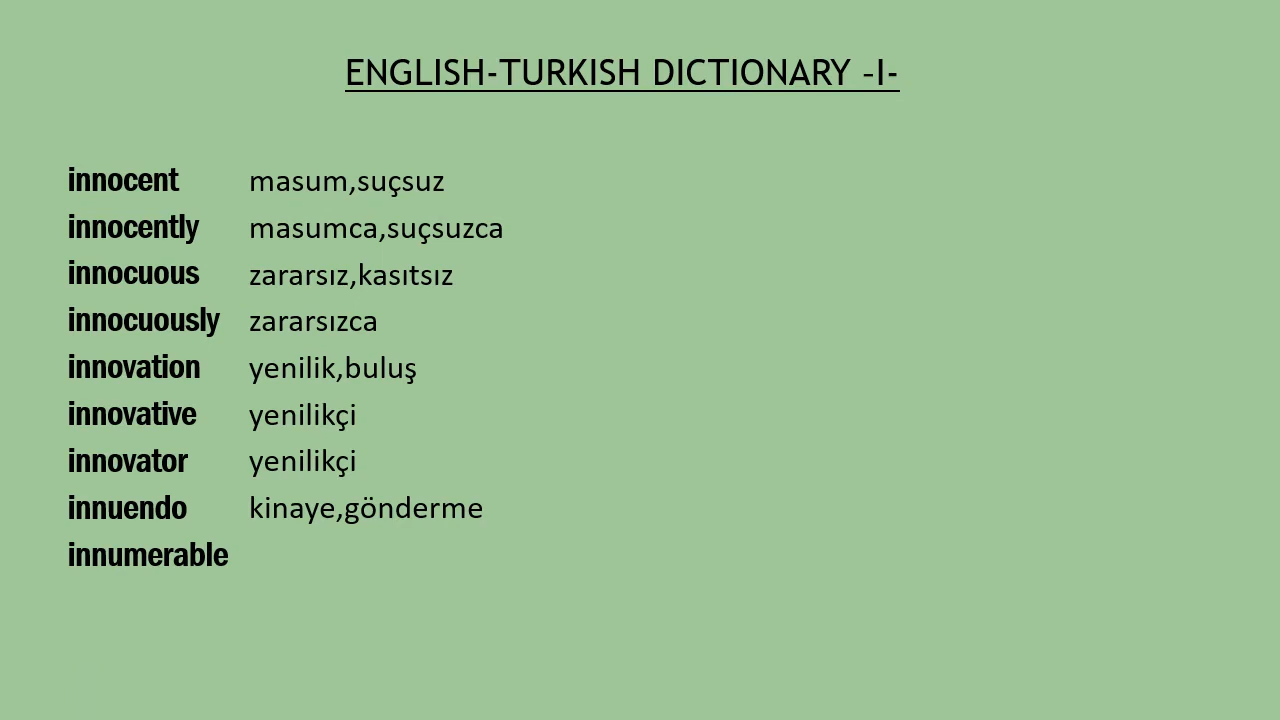 ENGLISH-TURKISH DICTIONARY –I-
innocent masum,suçsuz
innocently masumca,suçsuzca
innocuous zararsız,kasıtsız
innocuously zararsızca
innovation yenilik,buluş
innovative yenilikçi
innovator yenilikçi
innuendo kinaye,gönderme
innumerable